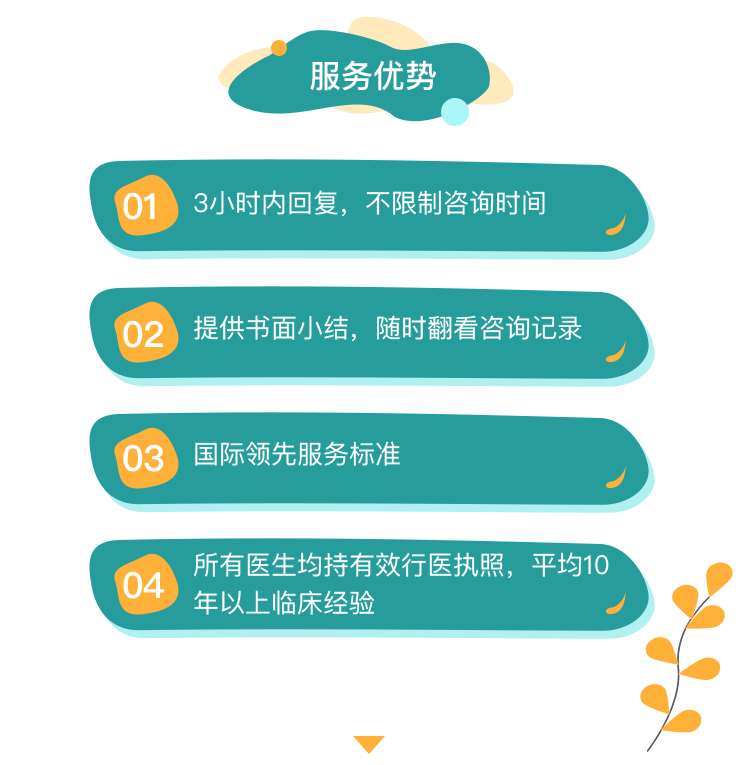 服务优势
01
3小时内回复，不限制咨询时间
02
提供书面小结，随时翻看咨询记录
03
国际领先服务标准
04
所有医生均持有效行医执照，平均10
年以上临床经验